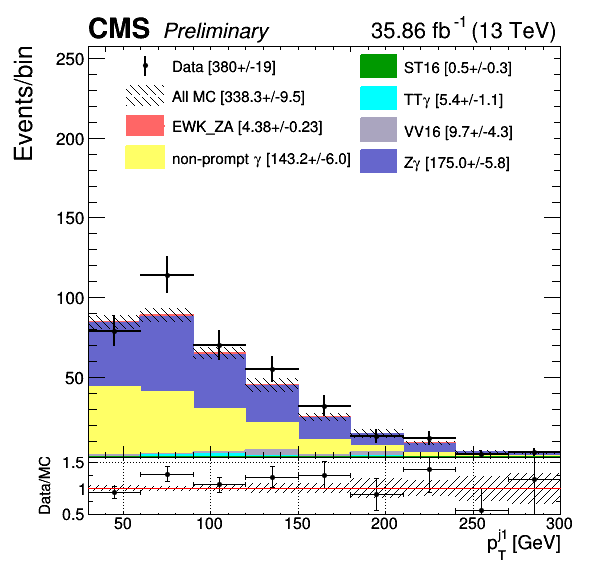 CMS Preliminary 35.86 fb⁻¹ (13 TeV)
Events/bin
250
200
150
100
50
Data [380+/-19]
All MC [338.3+/-9.5]
EWK_ZA [4.38+/-0.23]
non-prompt γ [143.2+/-6.0]
ST16 [0.5+/-0.3]
TTγ [5.4+/-1.1]
VV16 [9.7+/-4.3]
Zγ [175.0+/-5.8]
Data/MC
1.5
1
0.5
50 100 150 200 250 300
p_T^j1 [GeV]